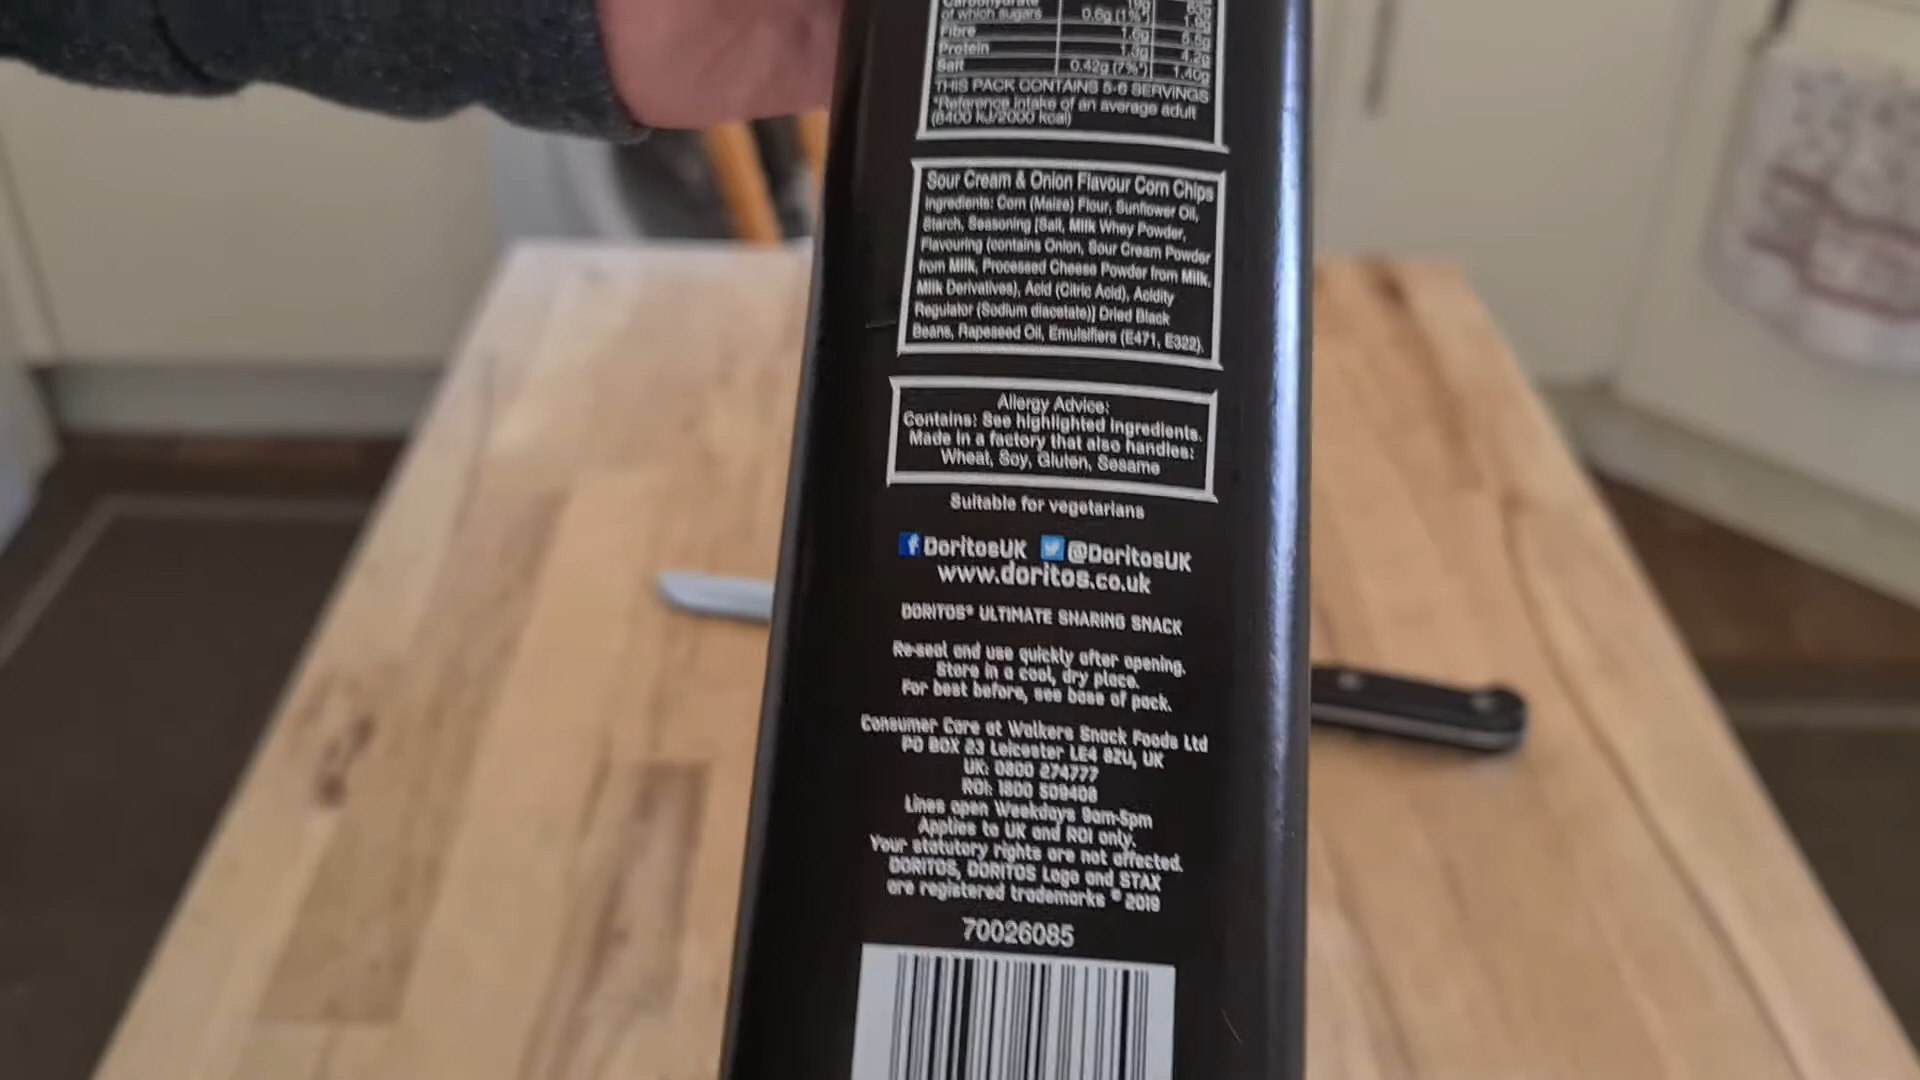 Carbohydrate 19g 63g
of which sugars 0.6g (1%*) 1.9g
Fibre 1.6g 5.5g
Protein 1.3g 4.2g
Salt 0.42g (7%*) 1.40g
THIS PACK CONTAINS 5-6 SERVINGS
*Reference intake of an average adult
(8400 kJ/2000 kcal)
Sour Cream & Onion Flavour Corn Chips
Ingredients: Corn (Maize) Flour, Sunflower Oil,
Starch, Seasoning [Salt, Milk Whey Powder,
Flavouring (contains Onion, Sour Cream Powder
from Milk, Processed Cheese Powder from Milk,
Milk Derivatives), Acid (Citric Acid), Acidity
Regulator (Sodium diacetate)] Dried Black
Beans, Rapeseed Oil, Emulsifiers (E471, E322).
Allergy Advice:
Contains: See highlighted ingredients.
Made in a factory that also handles:
Wheat, Soy, Gluten, Sesame
Suitable for vegetarians
f DoritosUK @DoritosUK
www.doritos.co.uk
DORITOS® ULTIMATE SHARING SNACK
Re-seal and use quickly after opening.
Store in a cool, dry place.
For best before, see base of pack.
Consumer Care at Walkers Snack Foods Ltd
PO BOX 23 Leicester LE4 8ZU, UK
UK: 0800 274777
ROI: 1800 509408
Lines open Weekdays 9am-5pm
Applies to UK and ROI only.
Your statutory rights are not affected.
DORITOS, DORITOS Logo and STAX
are registered trademarks © 2019
70026085